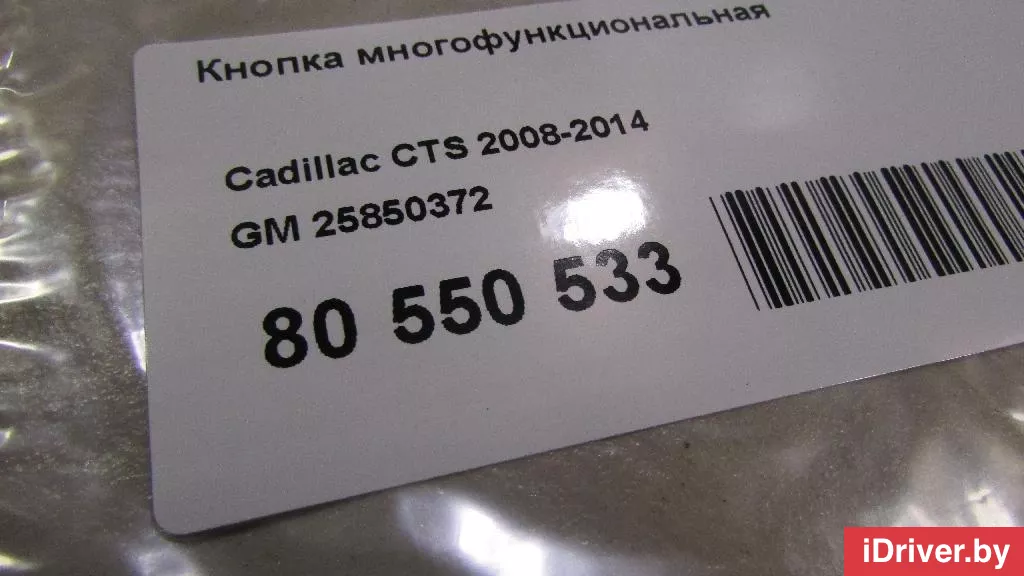 Кнопка многофункциональная
Cadillac CTS 2008-2014
GM 25850372
80 550 533
iDriver.by